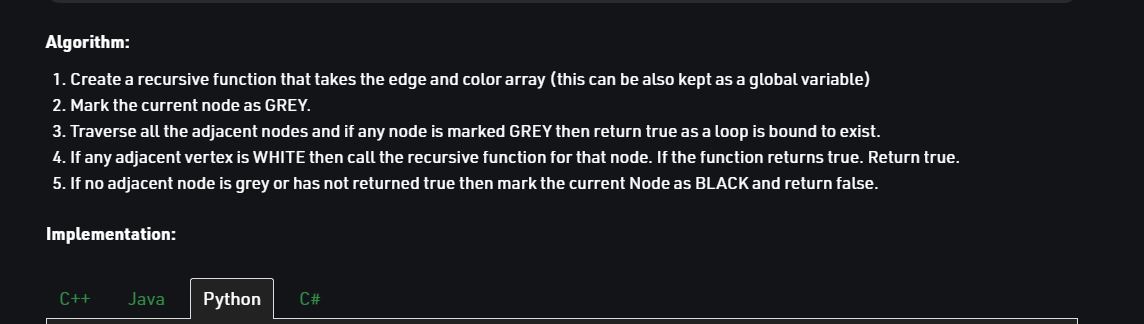 Algorithm:
1. Create a recursive function that takes the edge and color array (this can be also kept as a global variable)
2. Mark the current node as GREY.
3. Traverse all the adjacent nodes and if any node is marked GREY then return true as a loop is bound to exist.
4. If any adjacent vertex is WHITE then call the recursive function for that node. If the function returns true. Return true.
5. If no adjacent node is grey or has not returned true then mark the current Node as BLACK and return false.
Implementation:
C++ Java Python C#